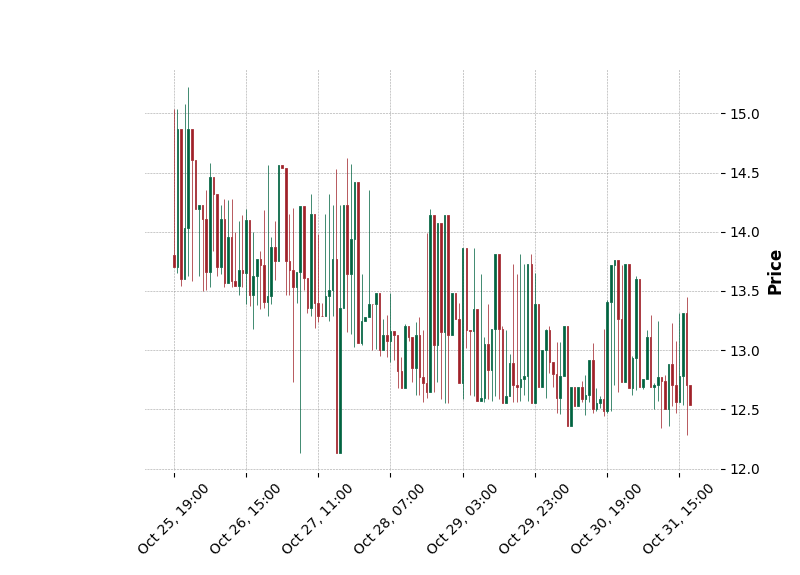 15.0
14.5
14.0
13.5
13.0
12.5
12.0
Price
Oct 25, 19:00
Oct 26, 15:00
Oct 27, 11:00
Oct 28, 07:00
Oct 29, 03:00
Oct 29, 23:00
Oct 30, 19:00
Oct 31, 15:00